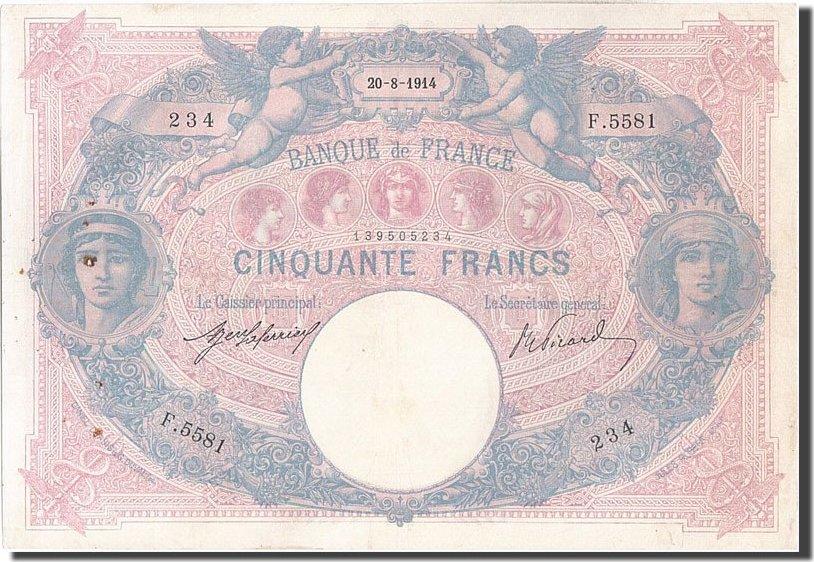 20-8-1914
234
F.5581
BANQUE de FRANCE
139505234
CINQUANTE FRANCS
Le Caissier principal:
Le Secrétaire général:
F.5581
234